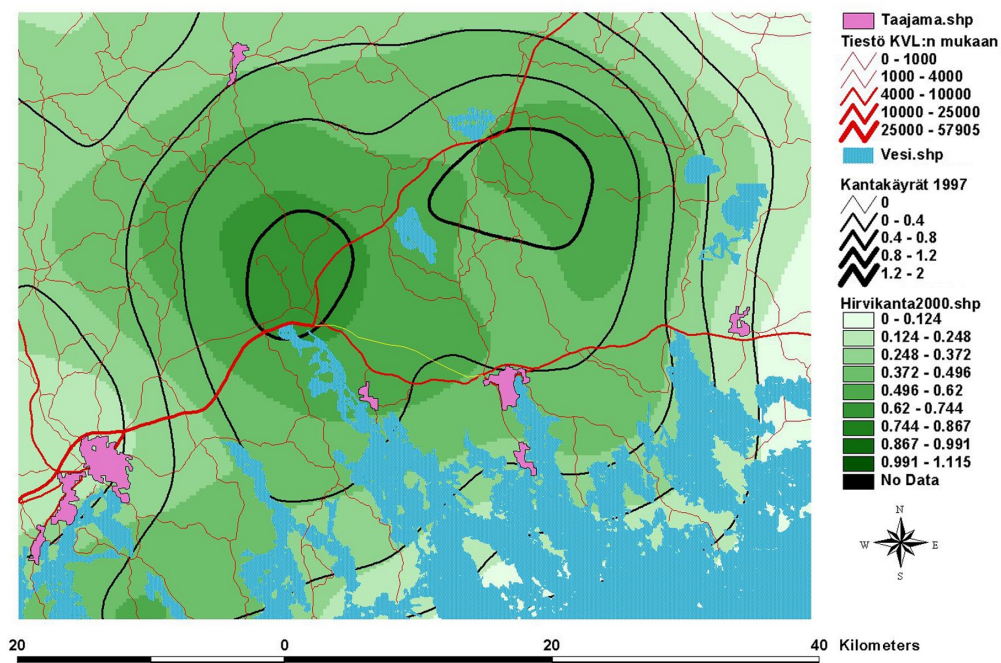 Taajama.shp
Tiestö KVL:n mukaan
0 - 1000
1000 - 4000
4000 - 10000
10000 - 25000
25000 - 57905
Vesi.shp
Kantakäyrät 1997
0
0 - 0.4
0.4 - 0.8
0.8 - 1.2
1.2 - 2
Hirvikanta2000.shp
0 - 0.124
0.124 - 0.248
0.248 - 0.372
0.372 - 0.496
0.496 - 0.62
0.62 - 0.744
0.744 - 0.867
0.867 - 0.991
0.991 - 1.115
No Data
N
W E
S
20 0 20 40 Kilometers